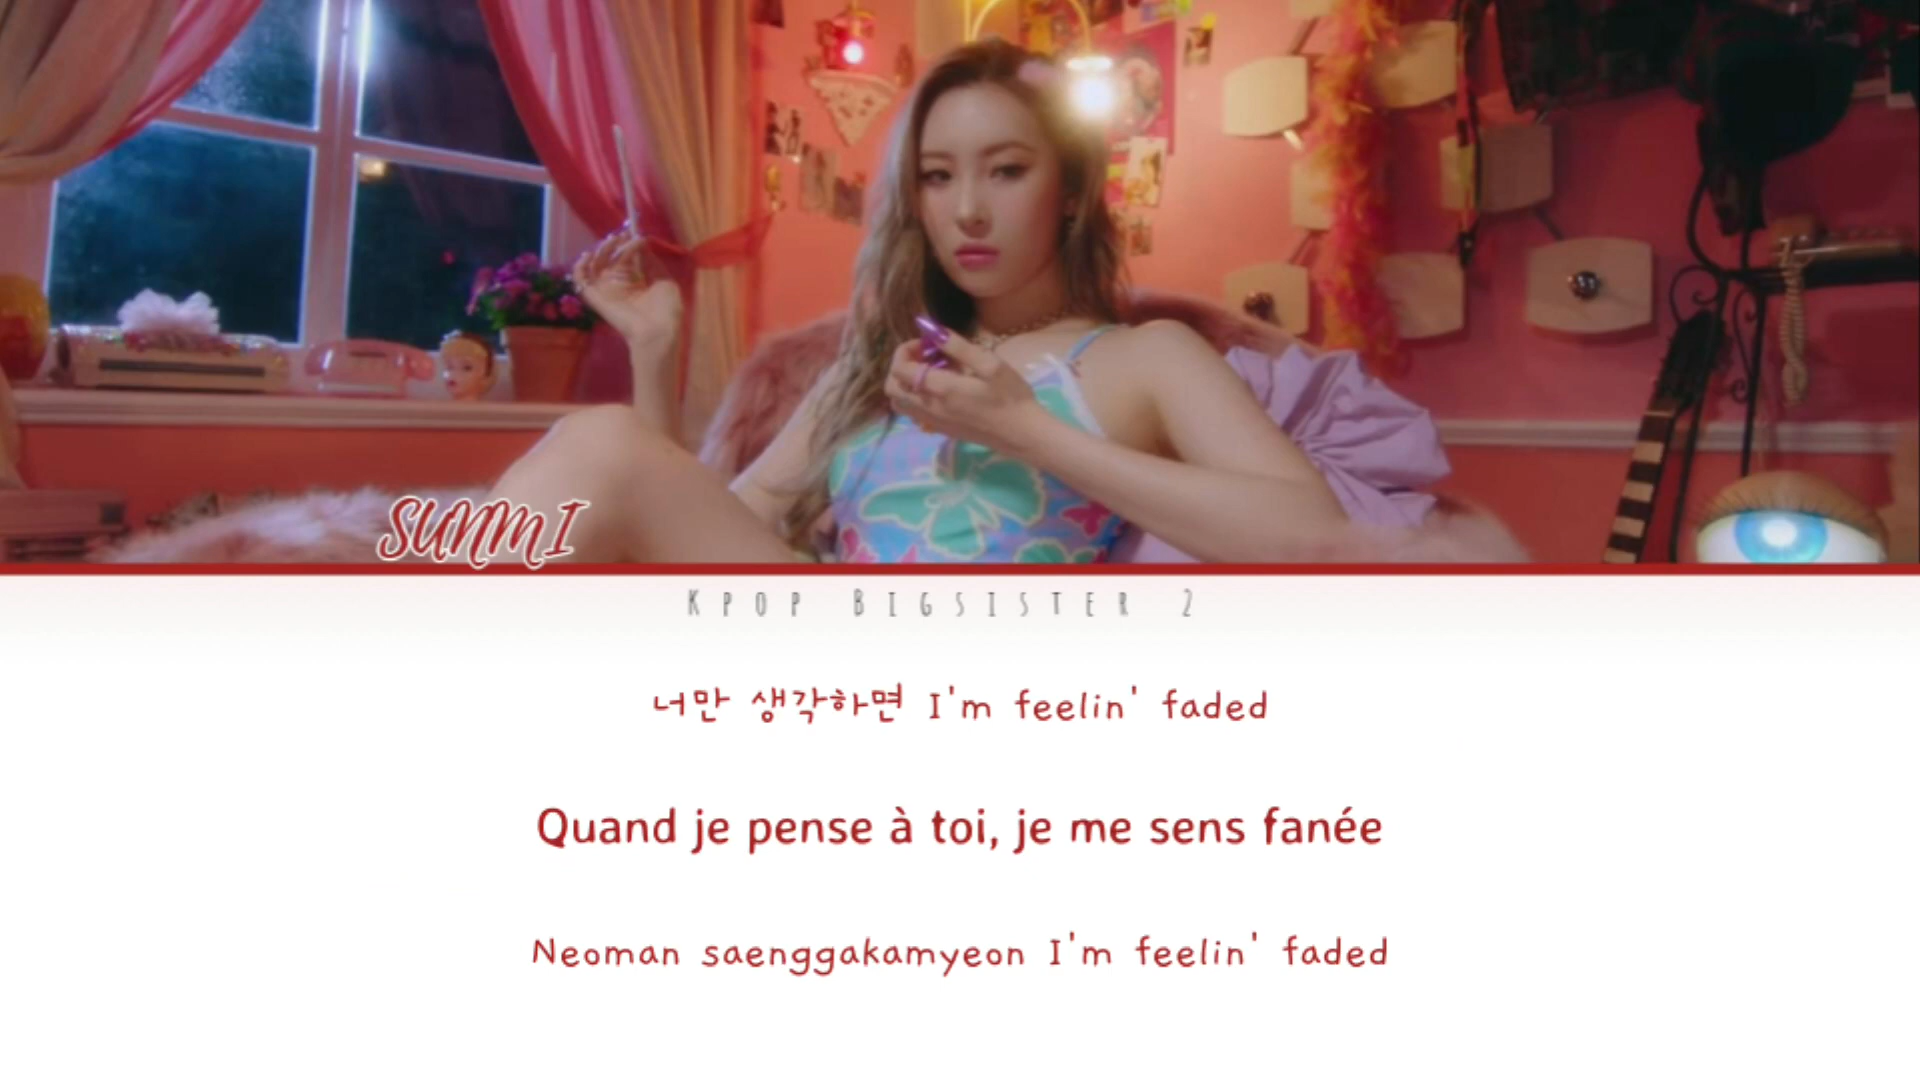 SUNMI
KPOP BIGSISTER 2
너만 생각하면 I'm feelin' faded
Quand je pense à toi, je me sens fanée
Neoman saenggakamyeon I'm feelin' faded